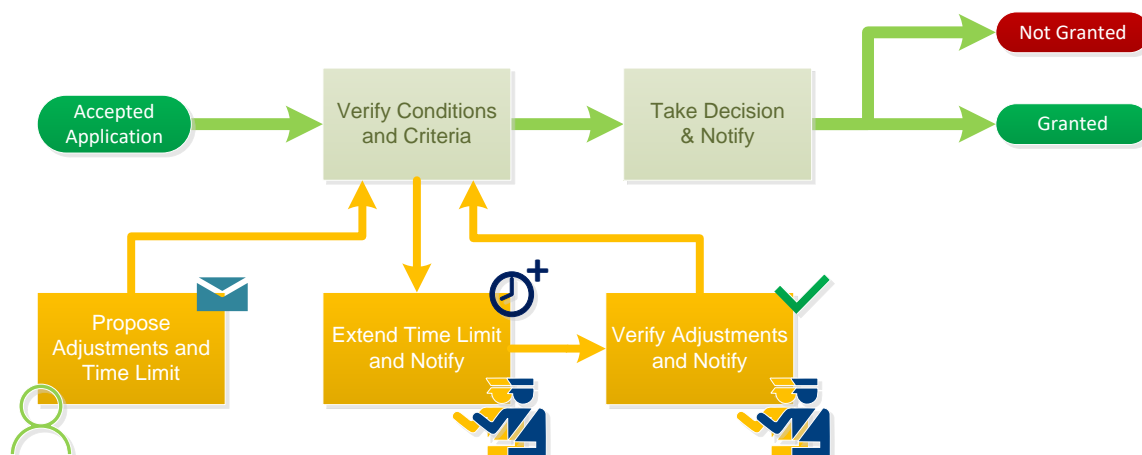 Not Granted
Accepted
Application
Verify Conditions
and Criteria
Take Decision
& Notify
Granted
Propose
Adjustments and
Time Limit
Extend Time Limit
and Notify
Verify Adjustments
and Notify